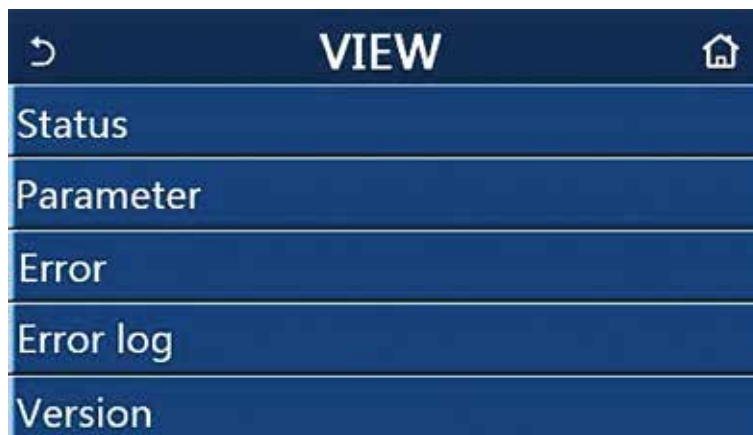 VIEW
Status
Parameter
Error
Error log
Version